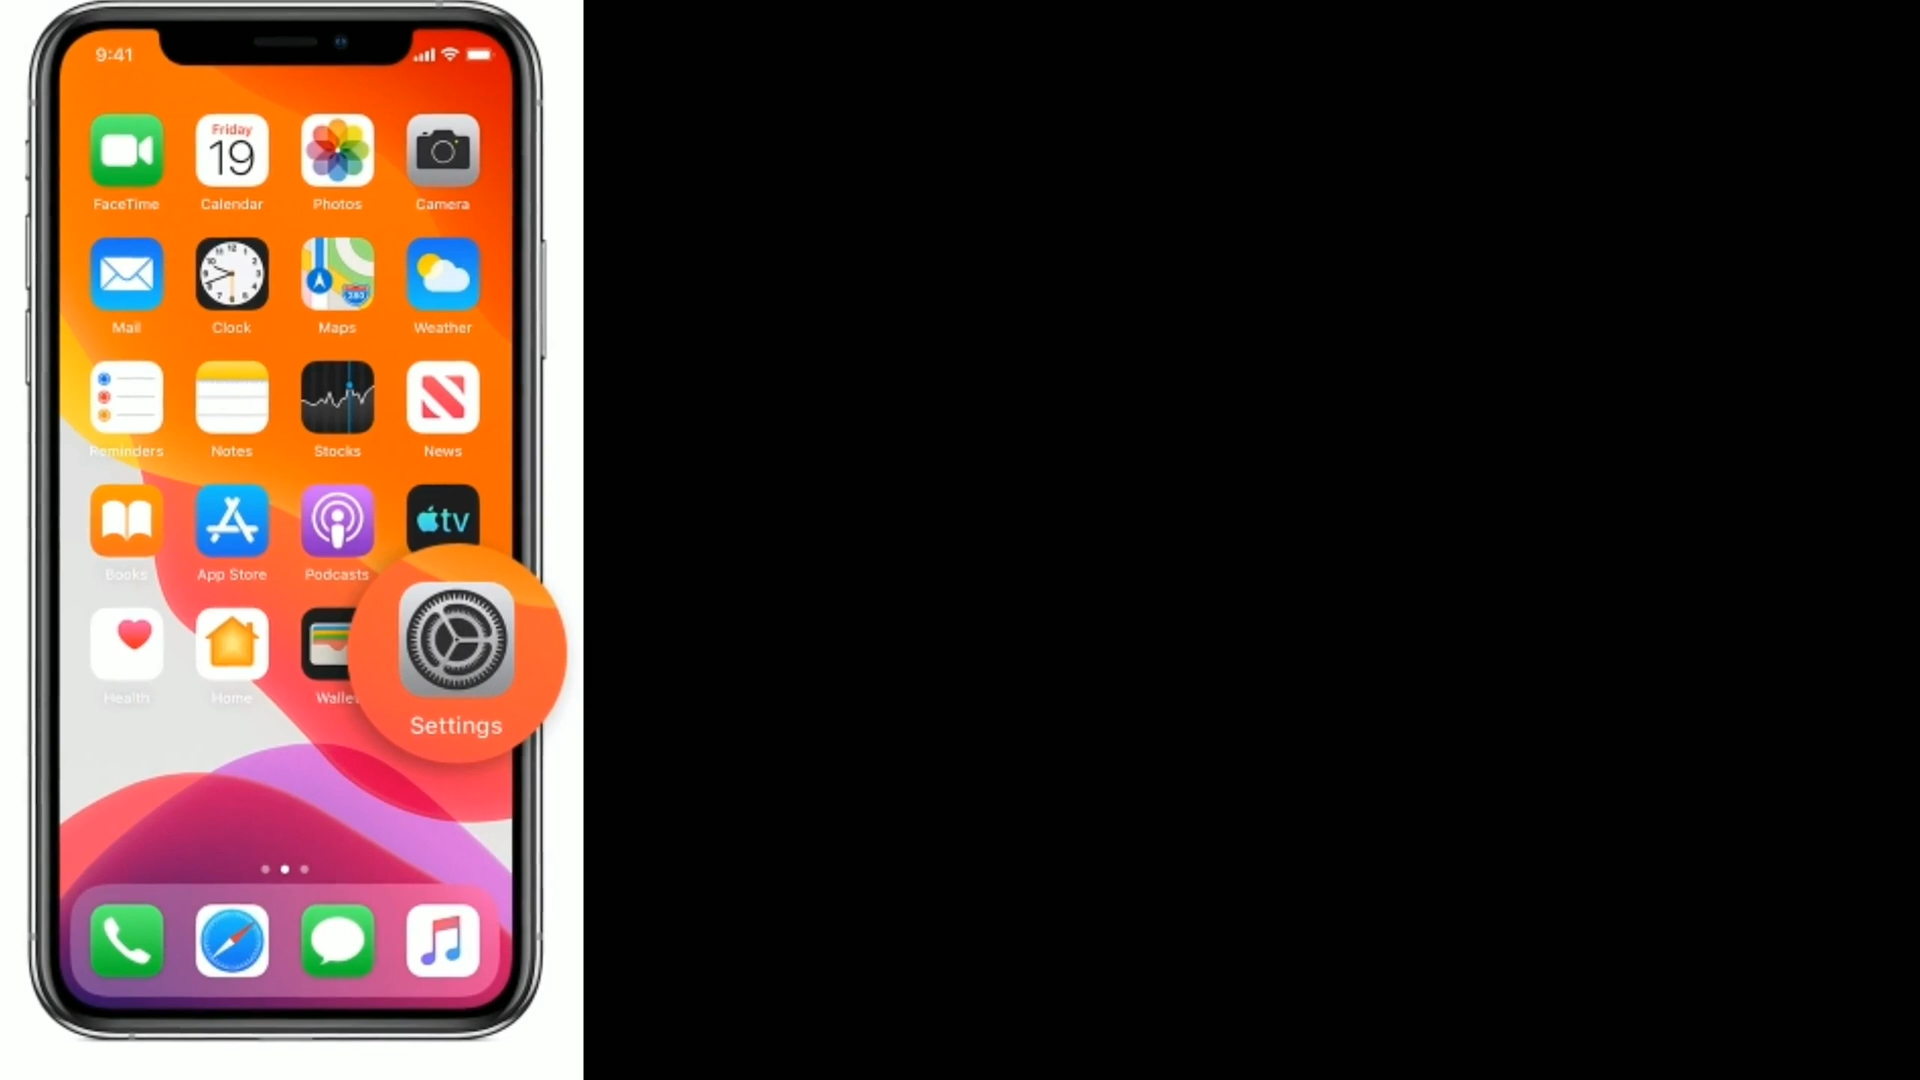 9:41
Friday
19
FaceTime
Calendar
Photos
Camera
280
Mail
Clock
Maps
Weather
Reminders
Notes
Stocks
News
tv
Books
App Store
Podcasts
Health
Home
Wallet
Settings